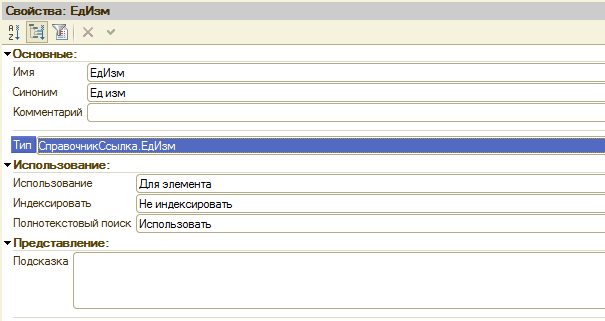 Свойства: ЕдИзм
Основные:
Имя ЕдИзм
Синоним Ед изм
Комментарий
Тип СправочникСсылка.ЕдИзм
Использование:
Использование Для элемента
Индексировать Не индексировать
Полнотекстовый поиск Использовать
Представление:
Подсказка